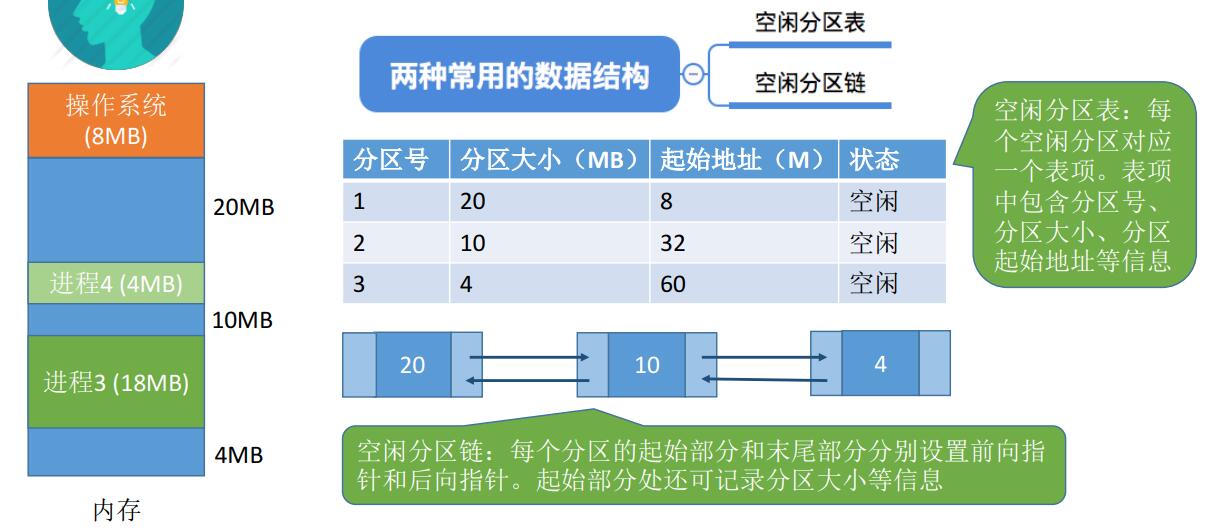 操作系统
(8MB)
20MB
进程4 (4MB)
10MB
进程3 (18MB)
4MB
内存
两种常用的数据结构
空闲分区表
空闲分区链
分区号 分区大小（MB） 起始地址（M） 状态
1 20 8 空闲
2 10 32 空闲
3 4 60 空闲
空闲分区表：每
个空闲分区对应
一个表项。表项
中包含分区号、
分区大小、分区
起始地址等信息
20 10 4
空闲分区链：每个分区的起始部分和末尾部分分别设置前向指
针和后向指针。起始部分处还可记录分区大小等信息